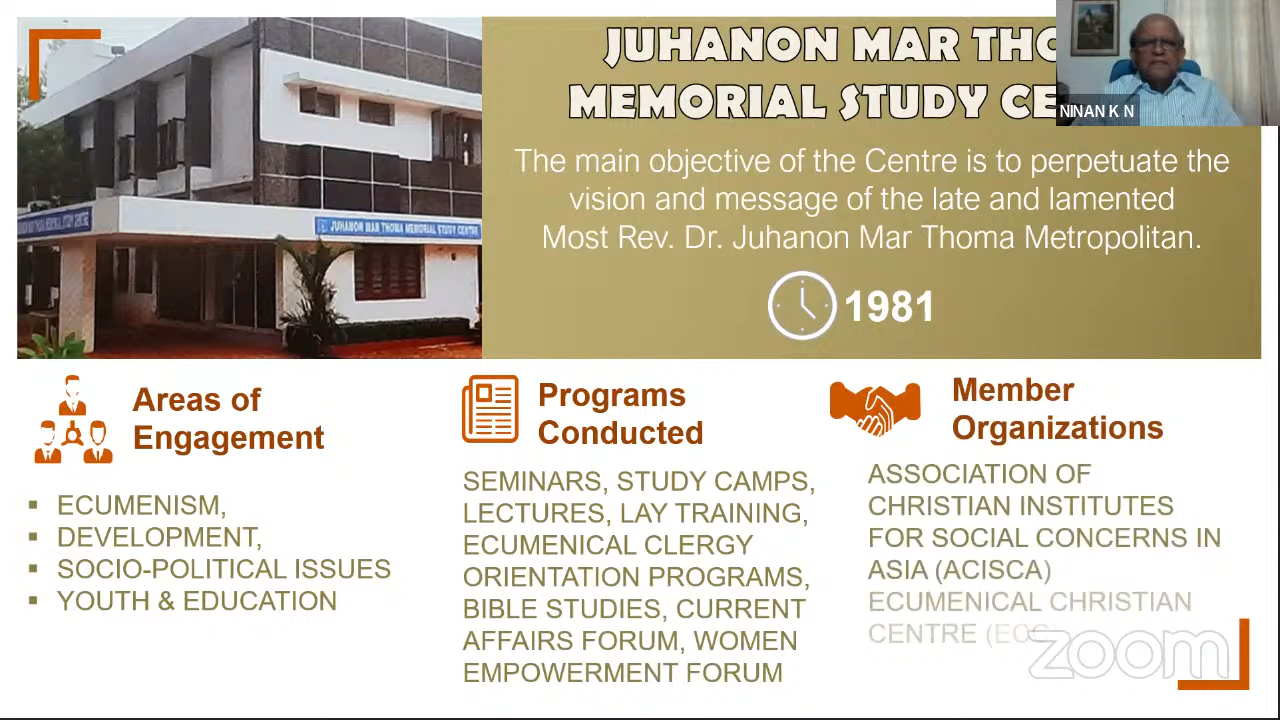 JUHANON MAR THO
MEMORIAL STUDY CE
NINAN K N
The main objective of the Centre is to perpetuate the
vision and message of the late and lamented
Most Rev. Dr. Juhanon Mar Thoma Metropolitan.
1981
MEMORIAL STUDY CENTRE
JUHANON MAR THOMA MEMORIAL STUDY CENTRE
Areas of
Engagement
▪ ECUMENISM,
▪ DEVELOPMENT,
▪ SOCIO-POLITICAL ISSUES
▪ YOUTH & EDUCATION
Programs
Conducted
SEMINARS, STUDY CAMPS,
LECTURES, LAY TRAINING,
ECUMENICAL CLERGY
ORIENTATION PROGRAMS,
BIBLE STUDIES, CURRENT
AFFAIRS FORUM, WOMEN
EMPOWERMENT FORUM
Member
Organizations
ASSOCIATION OF
CHRISTIAN INSTITUTES
FOR SOCIAL CONCERNS IN
ASIA (ACISCA)
ECUMENICAL CHRISTIAN
CENTRE
zoom